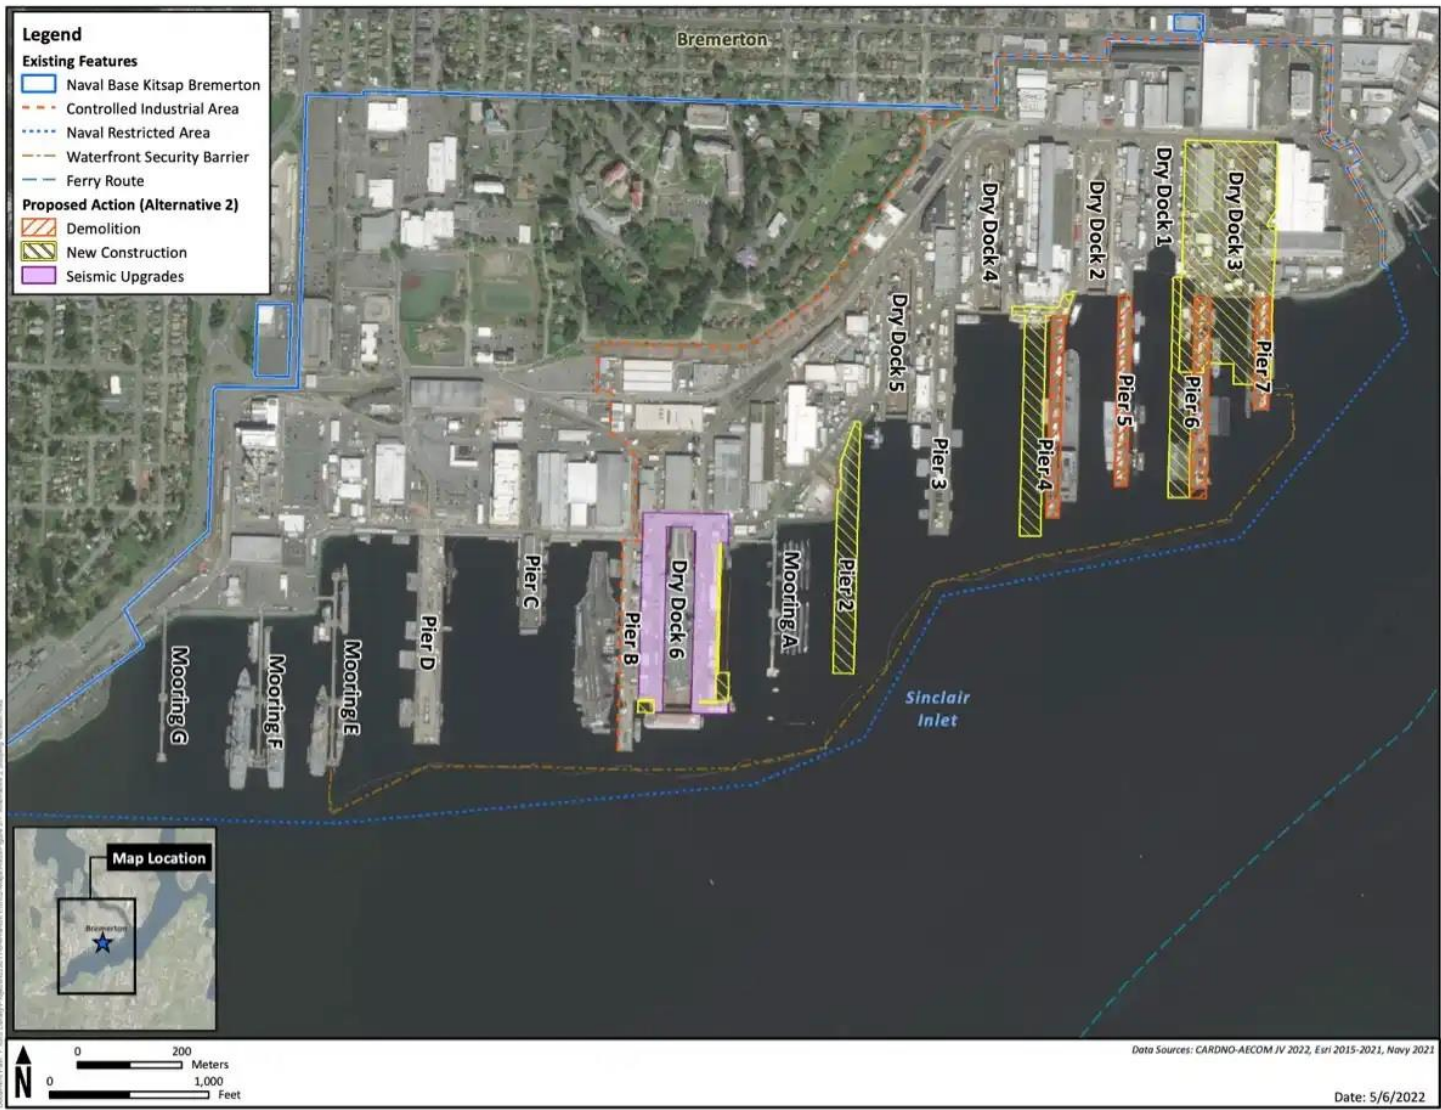 Legend
Existing Features
Naval Base Kitsap Bremerton
Controlled Industrial Area
Naval Restricted Area
Waterfront Security Barrier
Ferry Route
Proposed Action (Alternative 2)
Demolition
New Construction
Seismic Upgrades
Bremerton
Dry Dock 4
Dry Dock 2
Dry Dock 1
Dry Dock 3
Dry Dock 5
Pier 3
Pier 4
Pier 5
Pier 6
Pier 7
Mooring G
Mooring F
Mooring E
Pier D
Pier C
Pier B
Dry Dock 6
Mooring A
Pier 2
Sinclair
Inlet
Map Location
Bremerton
N
0 200
Meters
0 1,000
Feet
Data Sources: CARDNO-AECOM JV 2022, Esri 2015-2021, Navy 2021
Date: 5/6/2022